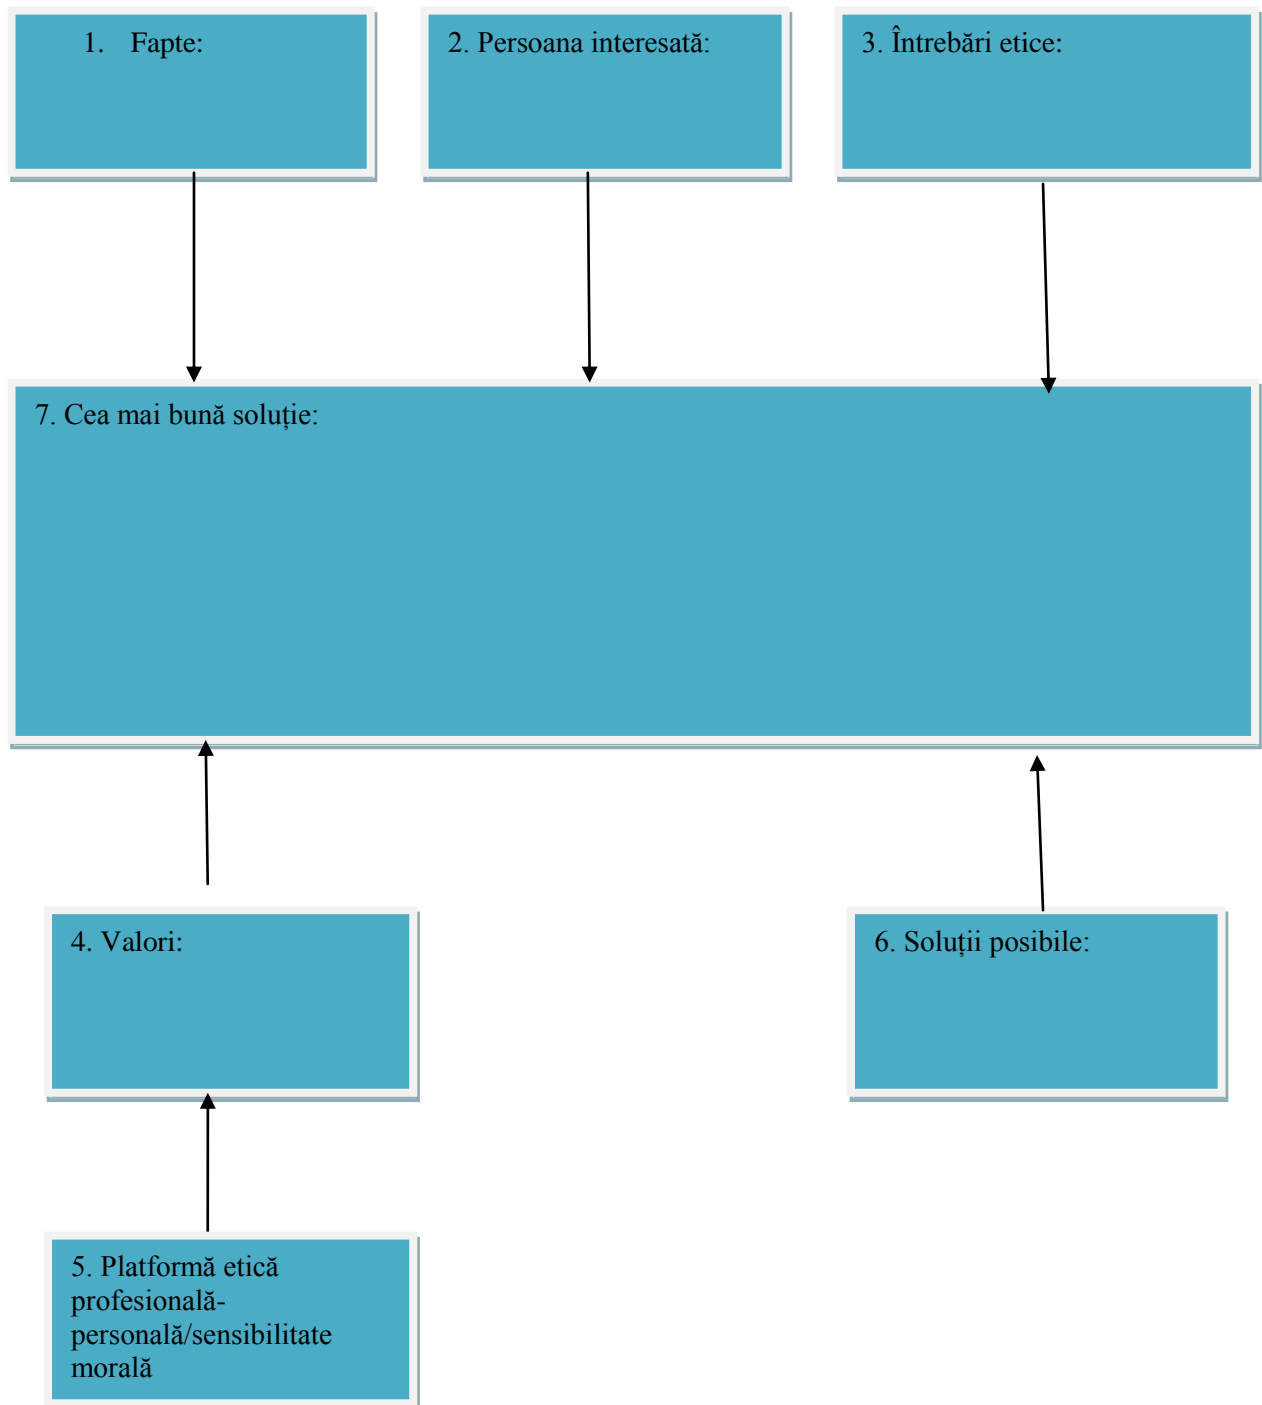 1. Fapte:
2. Persoana interesată:
3. Întrebări etice:
7. Cea mai bună soluție:
4. Valori:
6. Soluții posibile:
5. Platformă etică
profesională-
personală/sensibilitate
morală